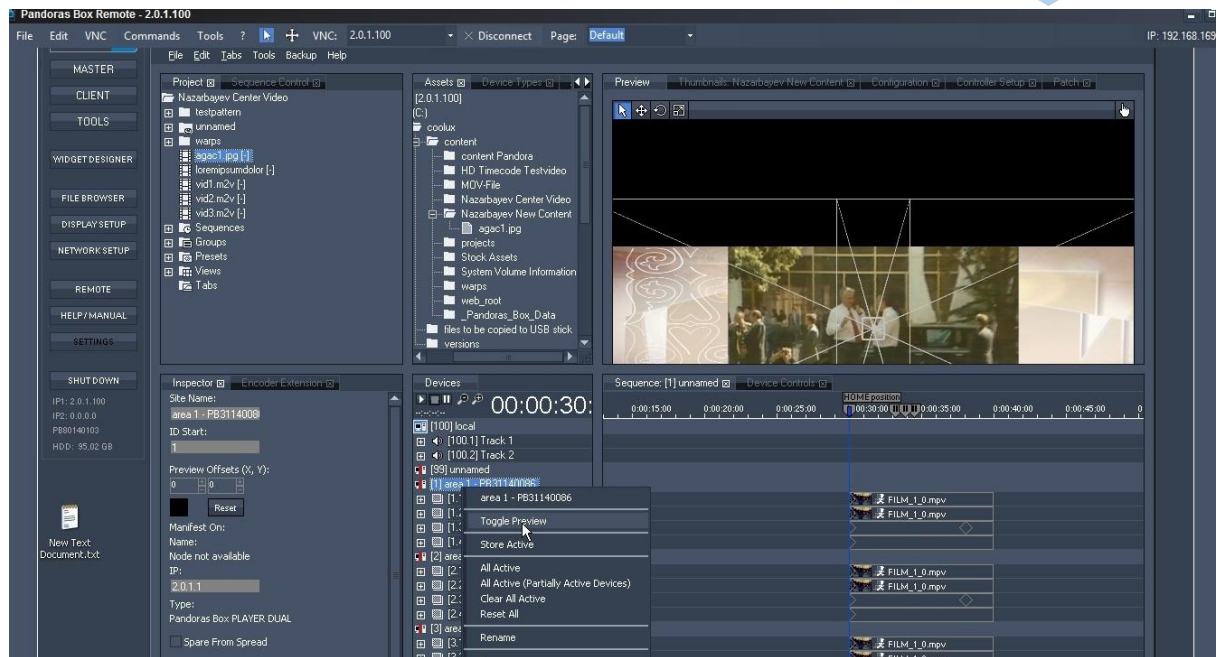 Pandoras Box Remote - 2.0.1.100
File Edit VNC Commands Tools ? VNC: 2.0.1.100 Disconnect Page: Default IP: 192.168.169
File Edit Tabs Tools Backup Help
MASTER
CLIENT
TOOLS
WIDGET DESIGNER
FILE BROWSER
DISPLAY SETUP
NETWORK SETUP
REMOTE
HELP / MANUAL
SETTINGS
SHUT DOWN
IP1: 2.0.1.100
IP2: 0.0.0.0
PB80140103
HDD: 95,02 GB
New Text
Document.txt
Project Sequence Control
Nazarbayev Center Video
testpattern
unnamed
warps
agac1.jpg [-]
loremipsumdolor [-]
vid1.m2v [-]
vid2.m2v [-]
vid3.m2v [-]
Sequences
Groups
Presets
Views
Tabs
Assets Device Types
[2.0.1.100]
(C:)
coolux
content
content Pandora
HD Timecode Testvideo
MOV-File
Nazarbayev Center Video
Nazarbayev New Content
agac1.jpg
projects
Stock Assets
System Volume Information
warps
web_root
_Pandoras_Box_Data
files to be copied to USB stick
versions
Preview Thumbnails: Nazarbayev New Content Configuration Controller Setup Patch
Inspector Encoder Extension
Site Name:
area 1 - PB3114008
ID Start:
1
Preview Offsets (X, Y):
0 0
Reset
Manifest On:
Name:
Node not available
IP:
2.0.1.1
Type:
Pandoras Box PLAYER DUAL
Spare From Spread
Devices
--:--:--:-- 00:00:30:
[100] local
[100.1] Track 1
[100.2] Track 2
[99] unnamed
[1] area 1 - PB31140086
[1.
[1.
[1.
[1.
[2] area
[2.
[2.
[2.
[2.
[3] area
[3.
area 1 - PB31140086
Toggle Preview
Store Active
All Active
All Active (Partially Active Devices)
Clear All Active
Reset All
Rename
Sequence: [1] unnamed Device Controls
HOME position
0:00:15:00 0:00:20:00 0:00:25:00 00:30:00 00:35:00 0:00:40:00 0:00:45:00 0
FILM_1_0.mpv
FILM_1_0.mpv
FILM_1_0.mpv
FILM_1_0.mpv
FILM_1_0.mpv